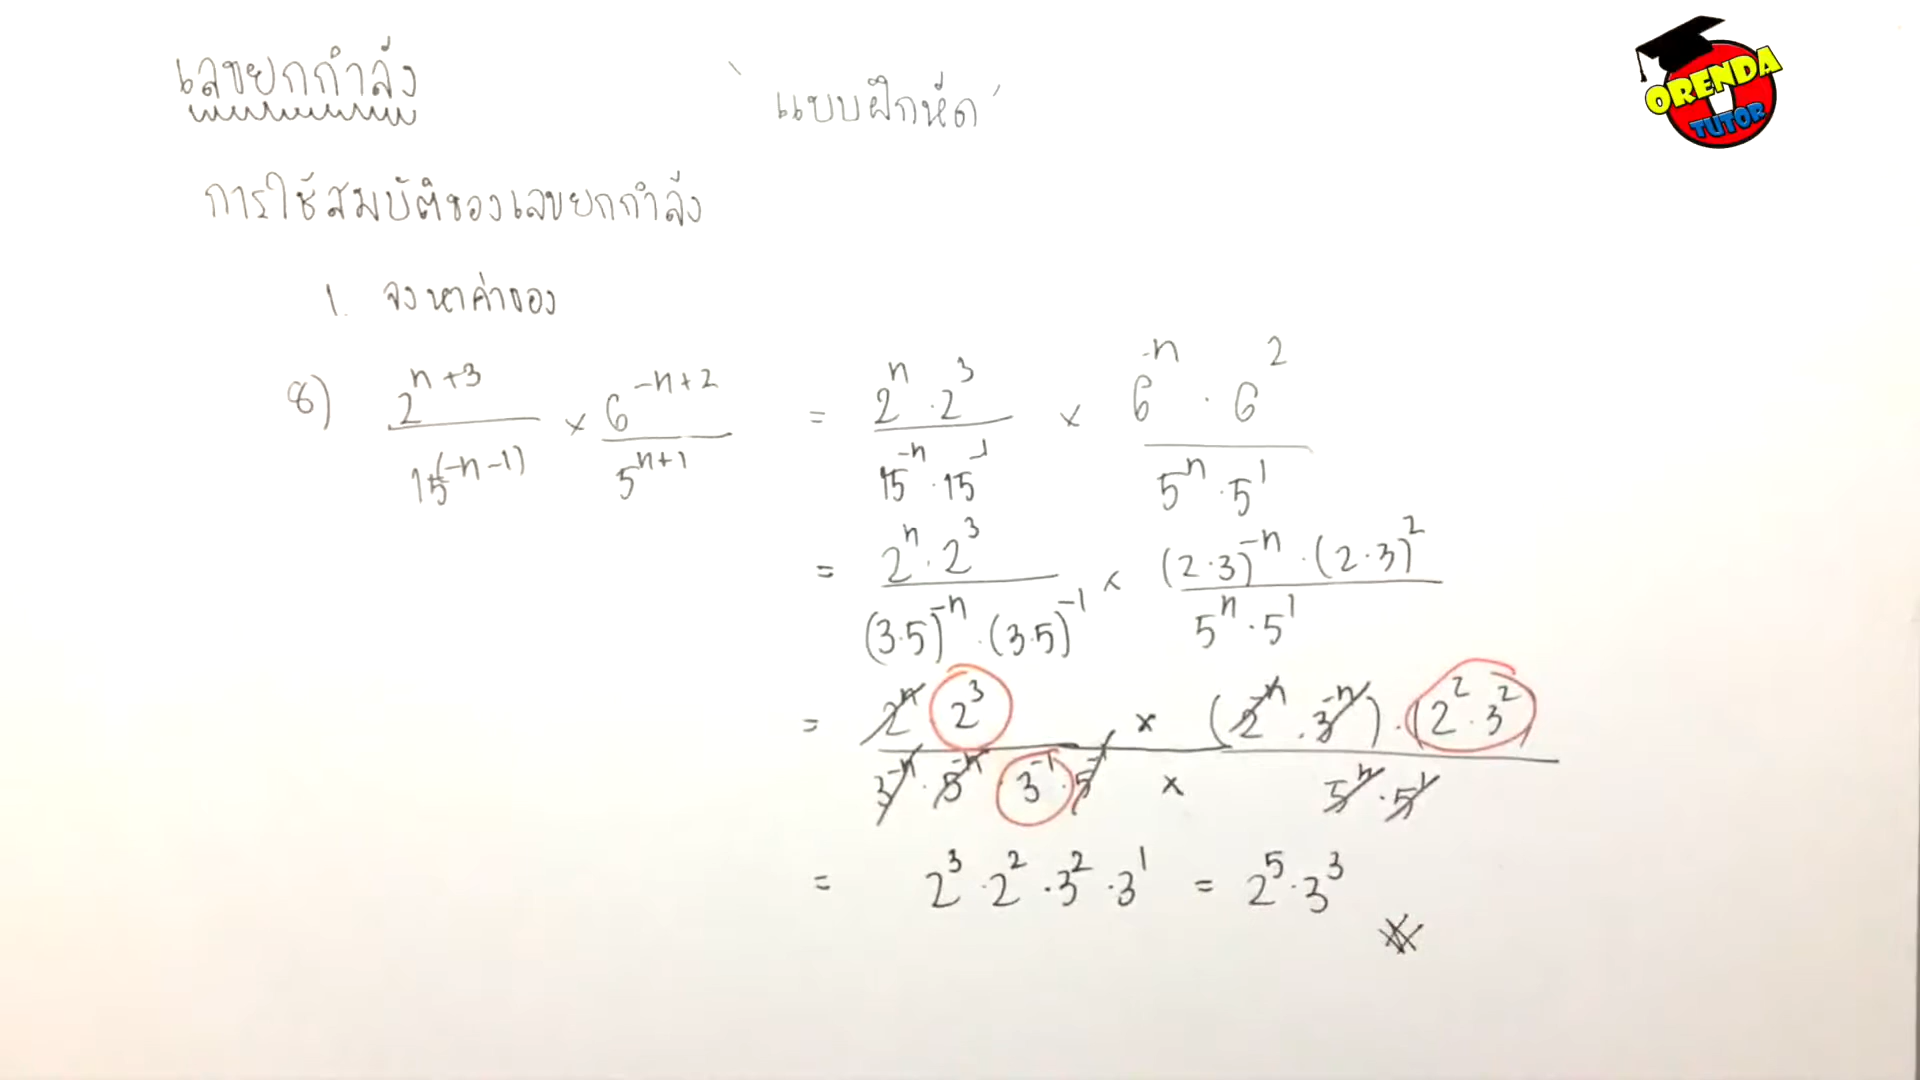 เลขยกกำลัง
แบบฝึกหัด
ORENDA
TUTOR
การใช้สมบัติของเลขยกกำลัง
1. จงหาค่าของ
8) 2^{n+3} / 15^{(-n-1)} × 6^{-n+2} / 5^{n+1} = 2^n · 2^3 / 15^{-n} · 15^{-1} × 6^{-n} · 6^2 / 5^n · 5^1
= 2^n · 2^3 / (3·5)^{-n} · (3·5)^{-1} × (2·3)^{-n} · (2·3)^2 / 5^n · 5^1
= 2^n 2^3 × (2^{-n} · 3^{-n}) · (2^2 · 3^2) / 3^{-n} · 5^{-n} 3^{-1} · 5^{-1} × 5^n · 5^1
= 2^3 · 2^2 · 3^2 · 3^1 = 2^5 · 3^3